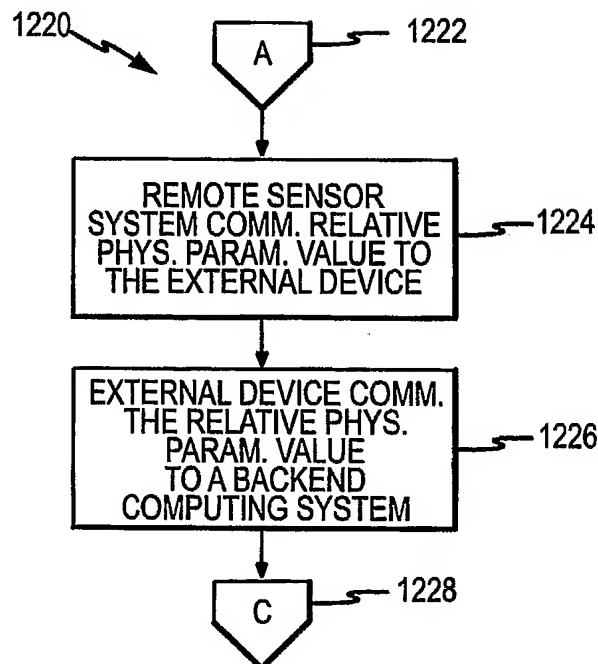 1220
A
1222
REMOTE SENSOR
SYSTEM COMM. RELATIVE
PHYS. PARAM. VALUE TO
THE EXTERNAL DEVICE
1224
EXTERNAL DEVICE COMM.
THE RELATIVE PHYS.
PARAM. VALUE
TO A BACKEND
COMPUTING SYSTEM
1226
C
1228